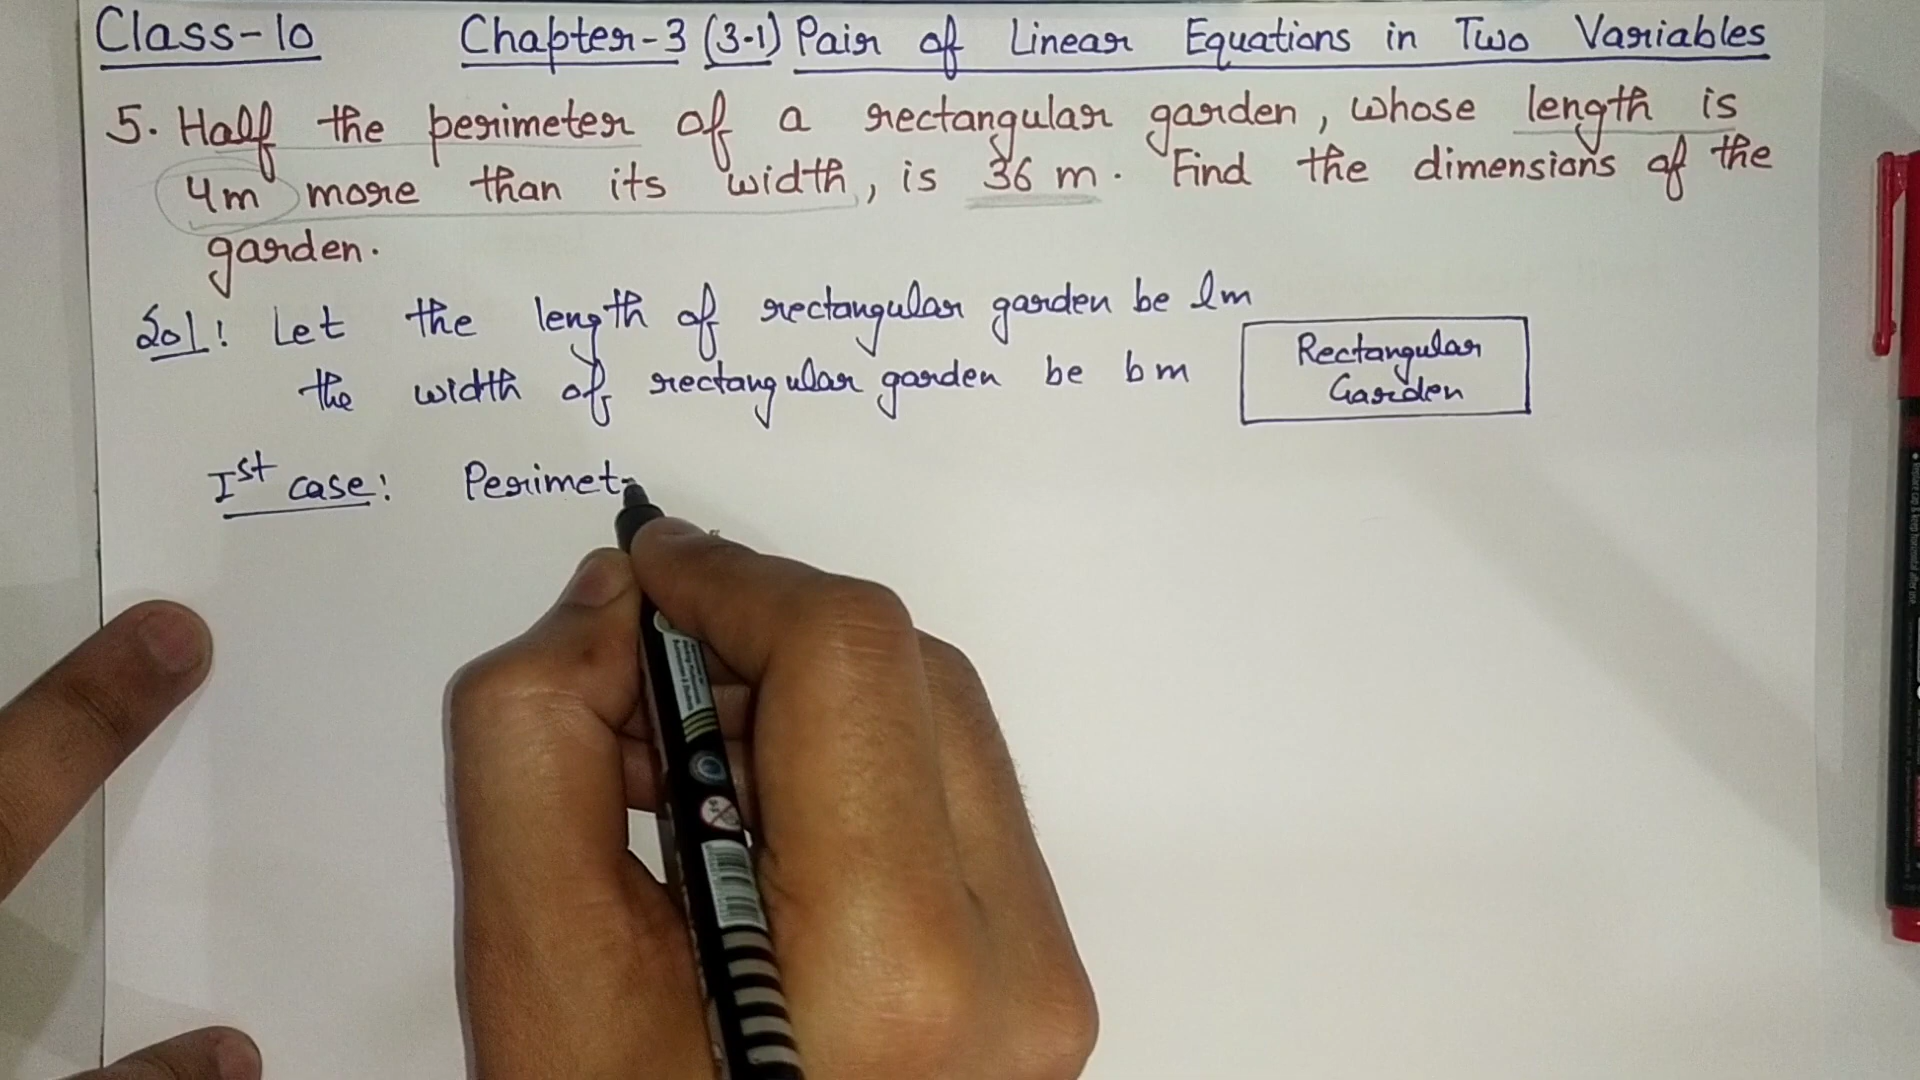 Class-10 Chapter-3 (3.1) Pair of Linear Equations in Two Variables
5. Half the perimeter of a rectangular garden, whose length is
4m more than its width, is 36 m. Find the dimensions of the
garden.
Sol: Let the length of rectangular garden be lm
the width of rectangular garden be bm
Rectangular
Garden
Ist case: Perimet